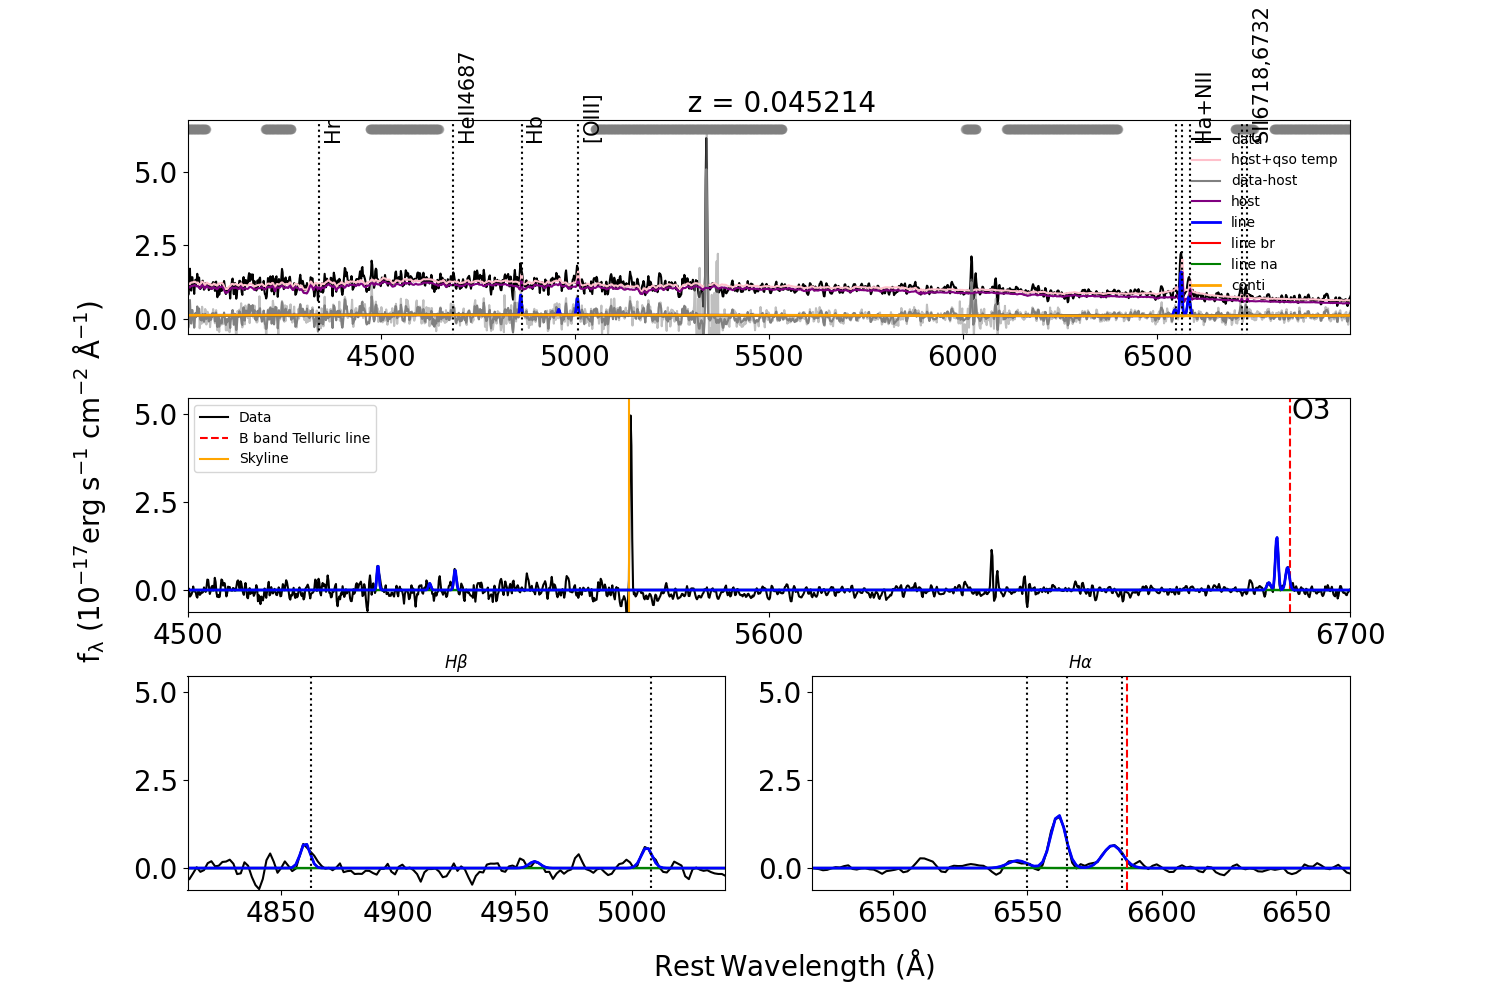 z = 0.045214
Hr
HeII4687
Hb
[OIII]
Ha+NII
SII6718,6732
data
host+qso temp
data-host
host
line
line br
line na
conti
5.0
2.5
0.0
4500 5000 5500 6000 6500
fλ (10⁻¹⁷erg s⁻¹ cm⁻² Å⁻¹)
Data
B band Telluric line
Skyline
O3
5.0
2.5
0.0
4500 5600 6700
Hβ
5.0
2.5
0.0
4850 4900 4950 5000
Hα
5.0
2.5
0.0
6500 6550 6600 6650
Rest Wavelength (Å)